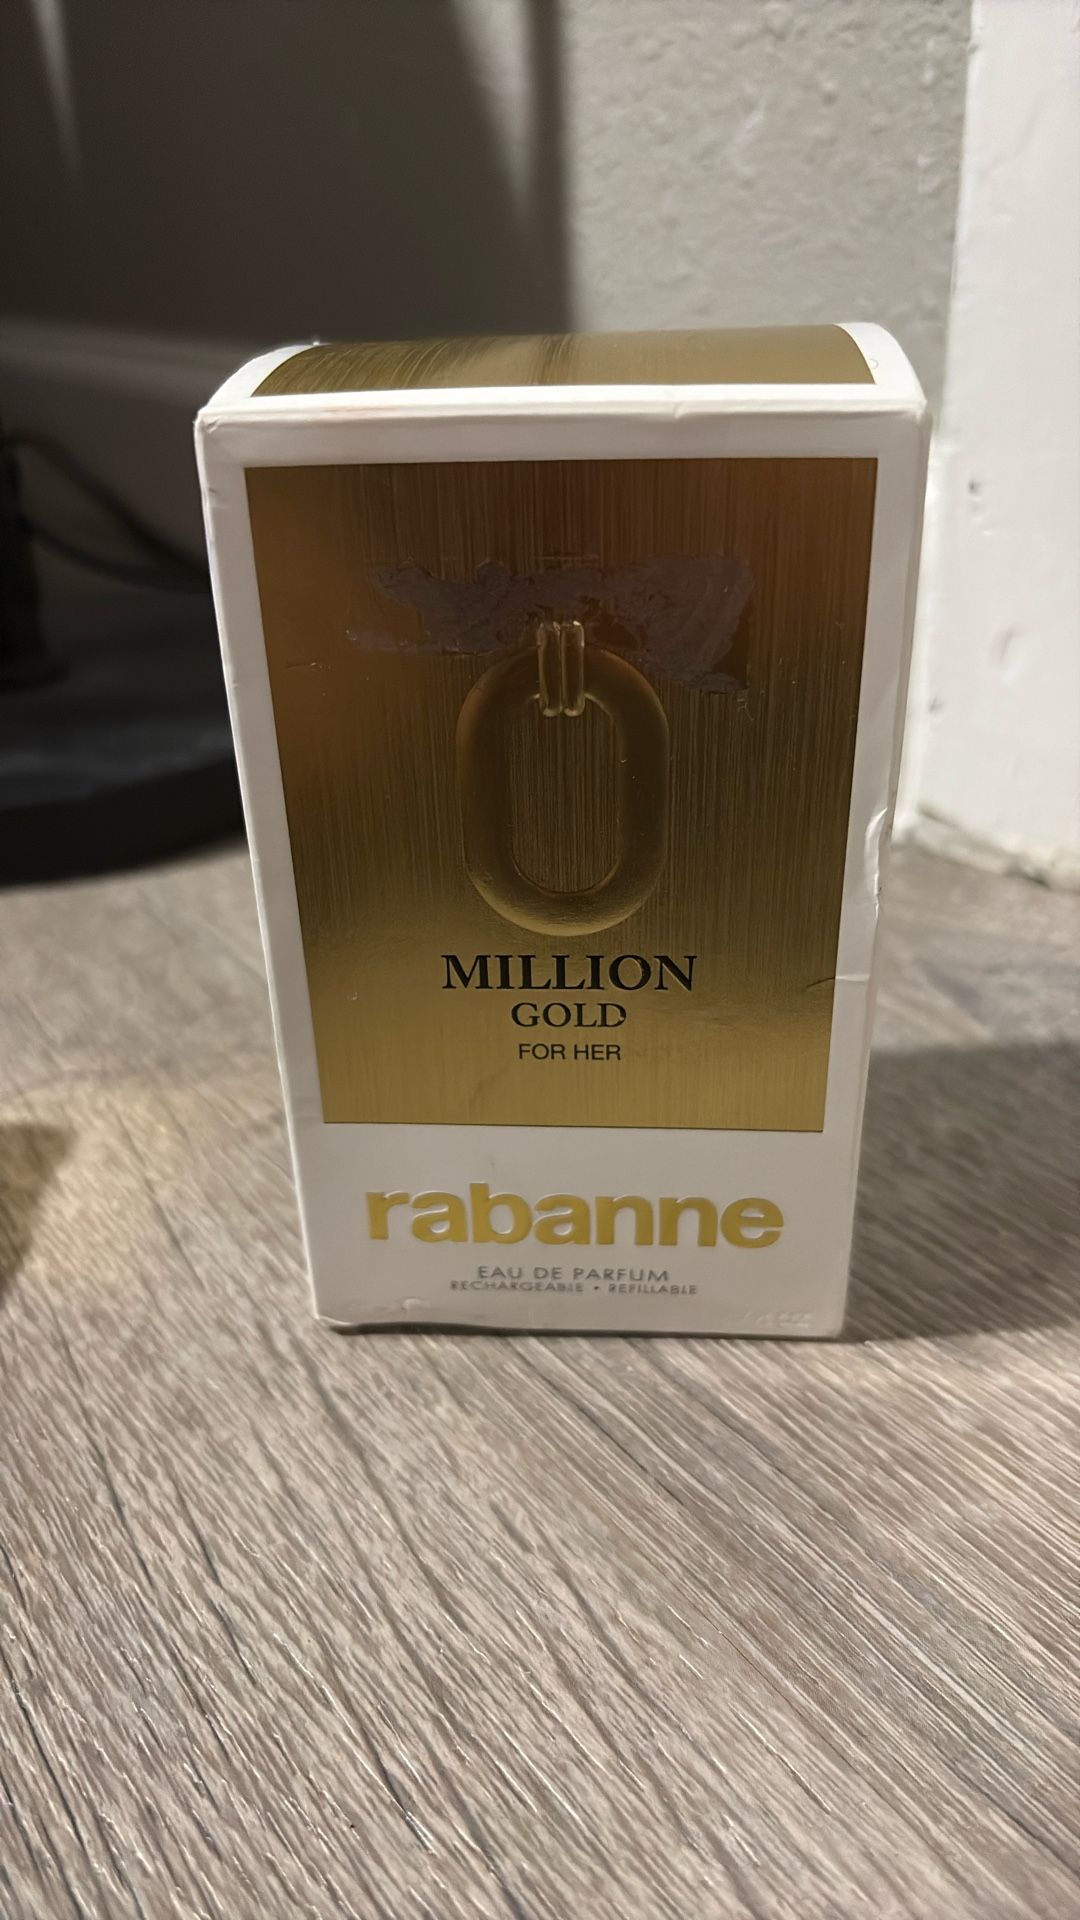 MILLION
GOLD
FOR HER
rabanne
EAU DE PARFUM
RECHARGEABLE • REFILLABLE